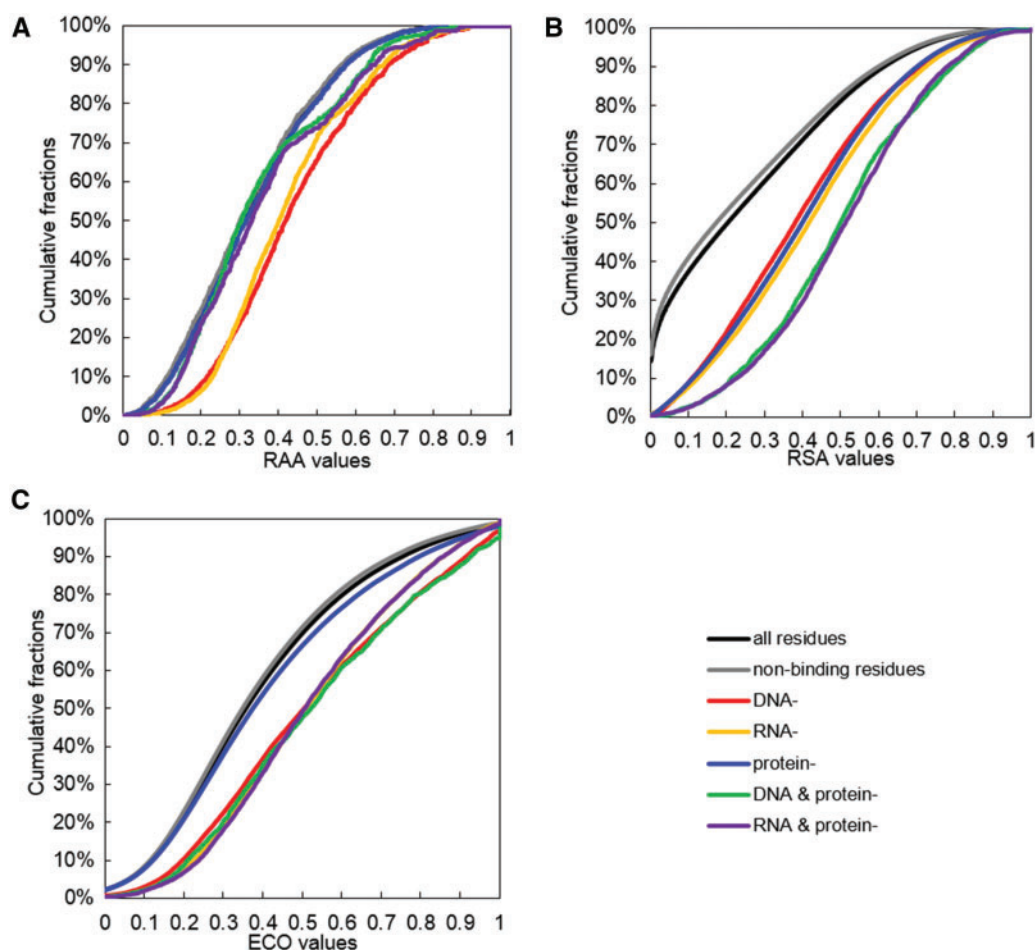 A
Cumulative fractions
100%
90%
80%
70%
60%
50%
40%
30%
20%
10%
0%
0 0.1 0.2 0.3 0.4 0.5 0.6 0.7 0.8 0.9 1
RAA values
B
Cumulative fractions
100%
90%
80%
70%
60%
50%
40%
30%
20%
10%
0%
0 0.1 0.2 0.3 0.4 0.5 0.6 0.7 0.8 0.9 1
RSA values
C
Cumulative fractions
100%
90%
80%
70%
60%
50%
40%
30%
20%
10%
0%
0 0.1 0.2 0.3 0.4 0.5 0.6 0.7 0.8 0.9 1
ECO values
all residues
non-binding residues
DNA-
RNA-
protein-
DNA & protein-
RNA & protein-